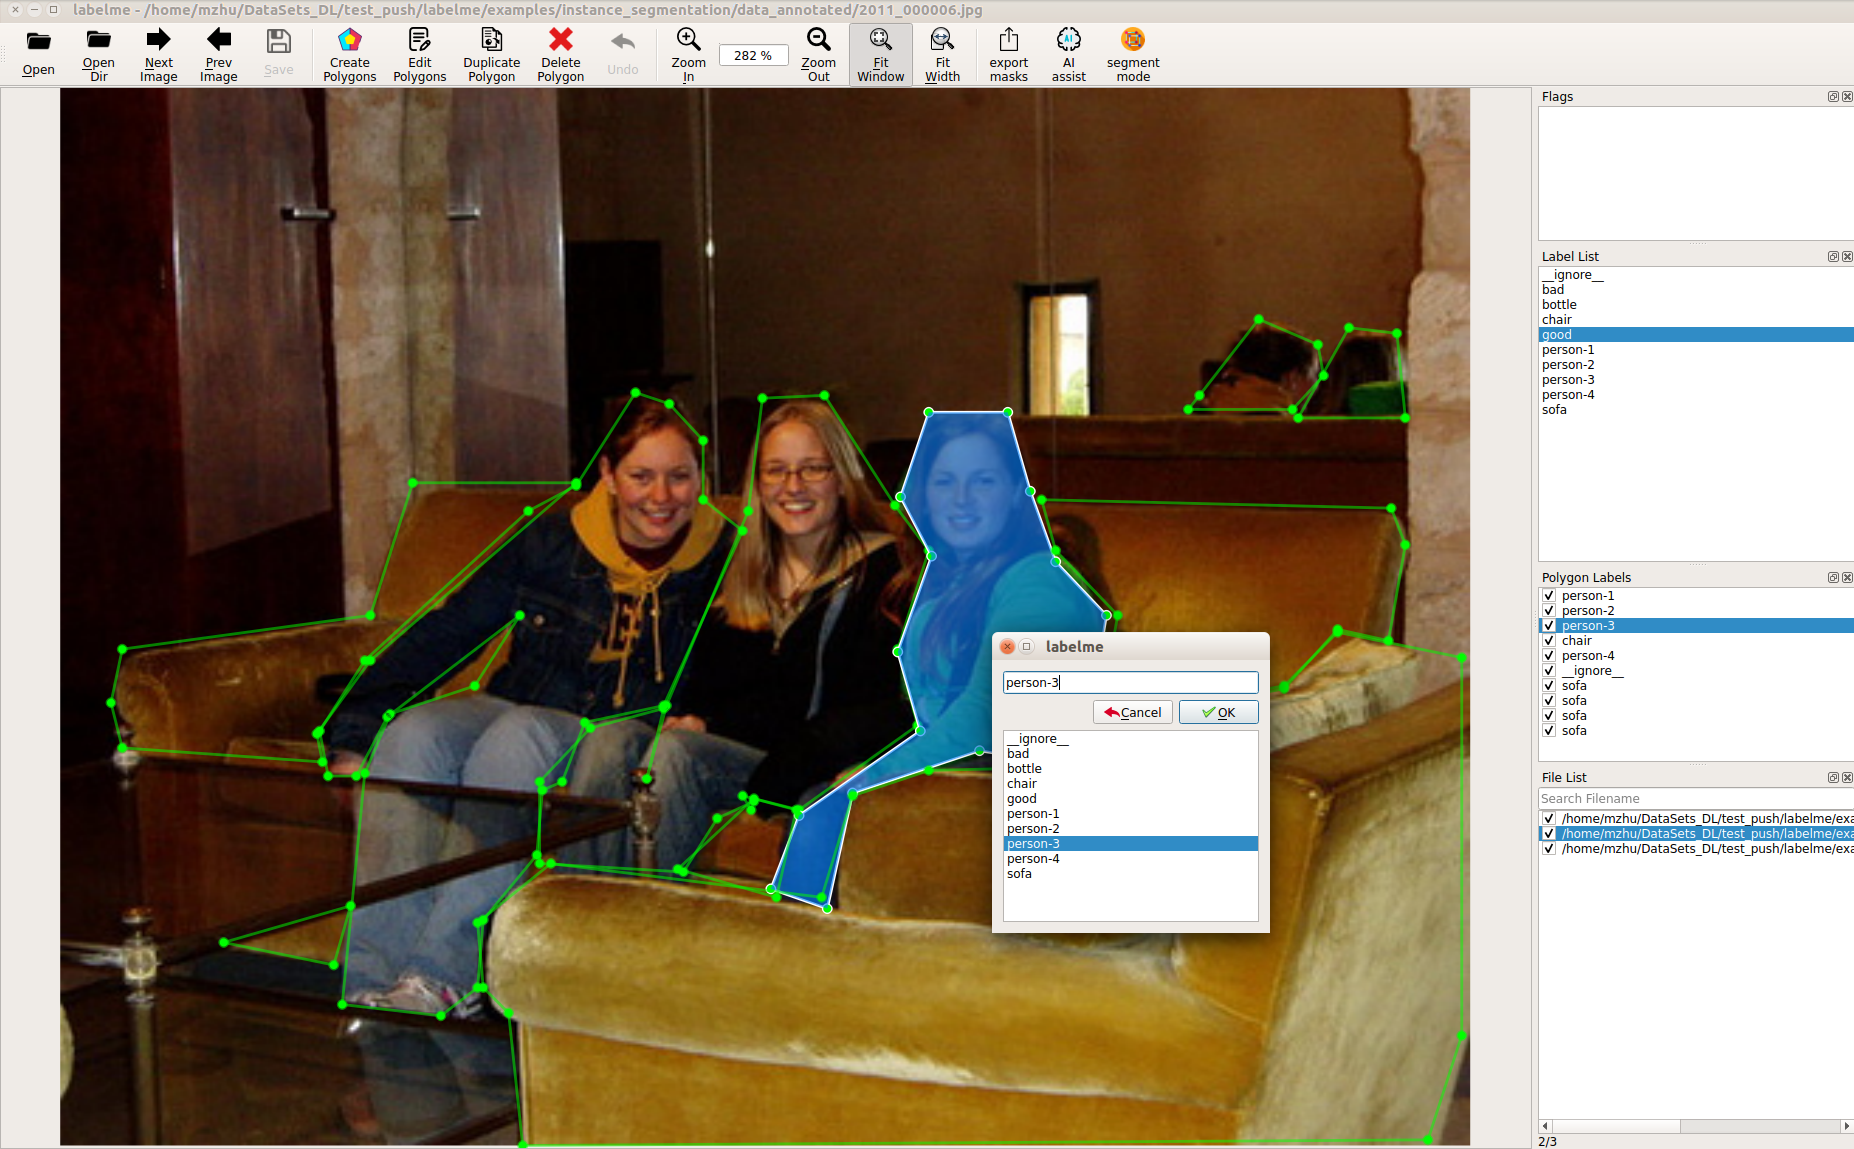 labelme - /home/mzhu/DataSets_DL/test_push/labelme/examples/instance_segmentation/data_annotated/2011_000006.jpg
Open
Open Dir
Next Image
Prev Image
Save
Create Polygons
Edit Polygons
Duplicate Polygon
Delete Polygon
Undo
Zoom In
282 %
Zoom Out
Fit Window
Fit Width
export masks
AI assist
segment mode
Flags
Label List
__ignore__
bad
bottle
chair
good
person-1
person-2
person-3
person-4
sofa
Polygon Labels
person-1
person-2
person-3
chair
person-4
__ignore__
sofa
sofa
sofa
sofa
File List
Search Filename
/home/mzhu/DataSets_DL/test_push/labelme/exa
/home/mzhu/DataSets_DL/test_push/labelme/exa
/home/mzhu/DataSets_DL/test_push/labelme/exa
2/3
labelme
person-3
Cancel
OK
__ignore__
bad
bottle
chair
good
person-1
person-2
person-3
person-4
sofa